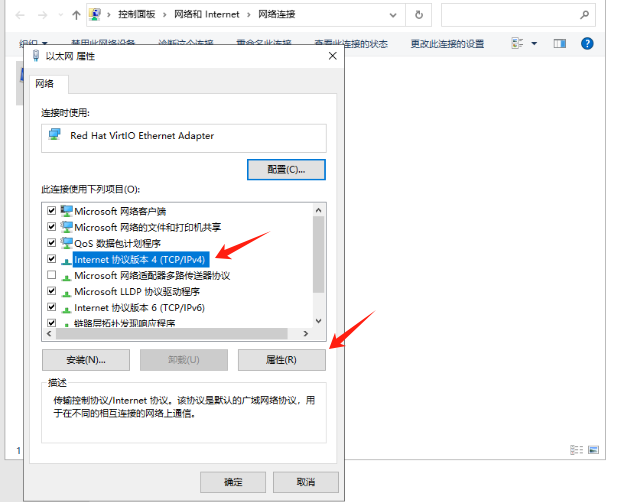 控制面板 › 网络和 Internet › 网络连接
组织 禁用此网络设备 诊断这个连接 重命名此连接 查看此连接的状态 更改此连接的设置
以太网 属性
网络
连接时使用:
Red Hat VirtIO Ethernet Adapter
配置(C)...
此连接使用下列项目(O):
Microsoft 网络客户端
Microsoft 网络的文件和打印机共享
QoS 数据包计划程序
Internet 协议版本 4 (TCP/IPv4)
Microsoft 网络适配器多路传送器协议
Microsoft LLDP 协议驱动程序
Internet 协议版本 6 (TCP/IPv6)
链路层拓扑发现响应程序
安装(N)... 卸载(U) 属性(R)
描述
传输控制协议/Internet 协议。该协议是默认的广域网络协议，用
于在不同的相互连接的网络上通信。
1
确定 取消